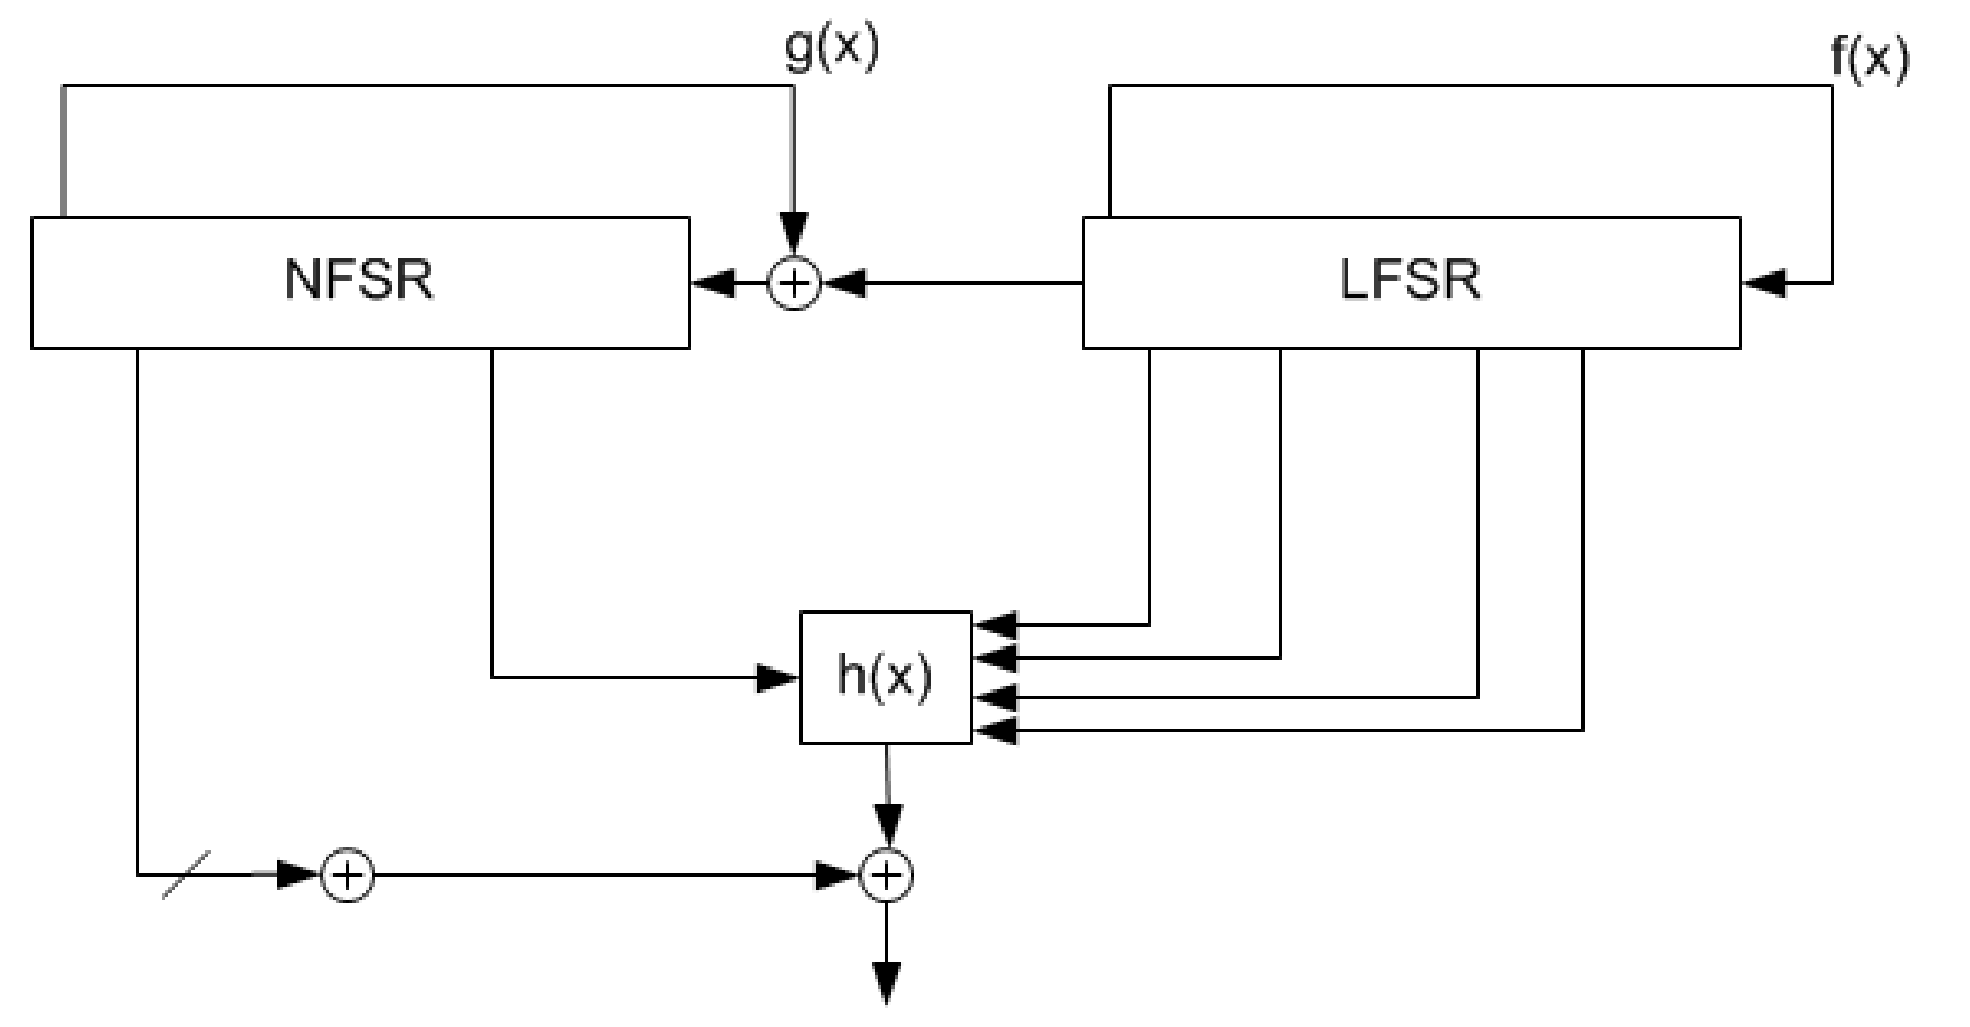 g(x)
f(x)
NFSR
LFSR
h(x)